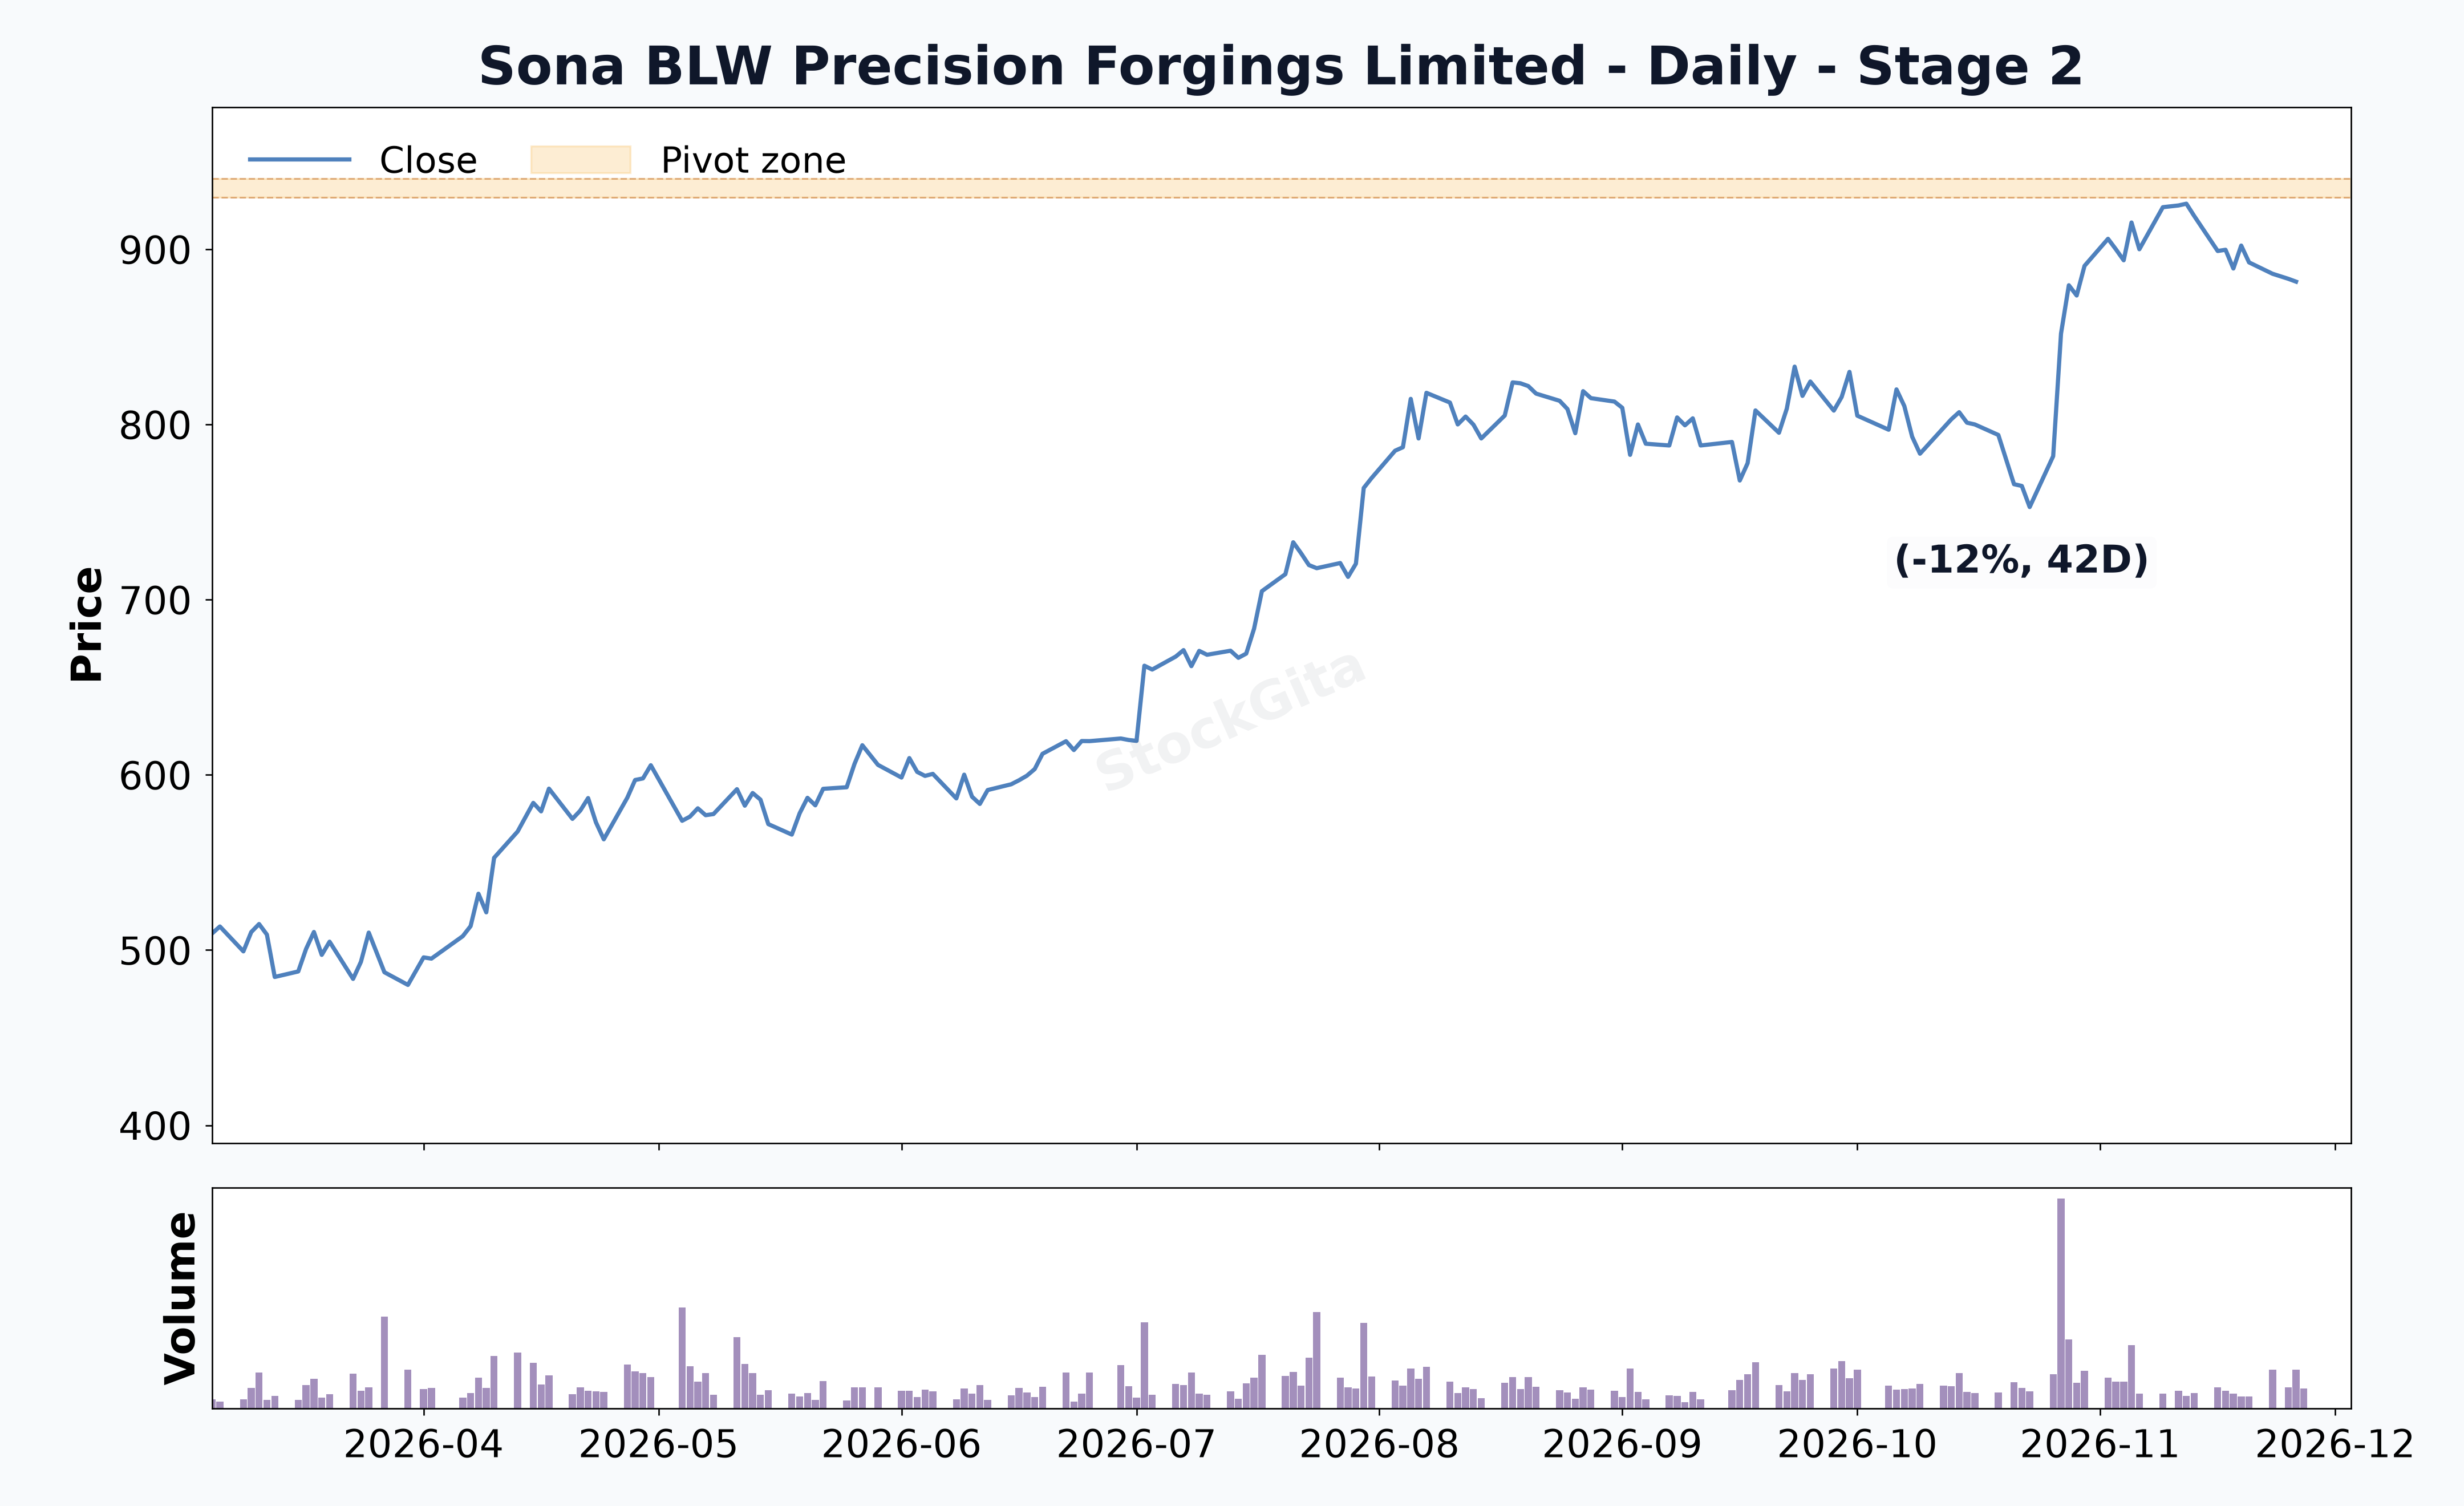 Sona BLW Precision Forgings Limited - Daily - Stage 2
Close
Pivot zone
900
800
700
600
500
400
Price
(-12%, 42D)
StockGita
Volume
2026-04
2026-05
2026-06
2026-07
2026-08
2026-09
2026-10
2026-11
2026-12